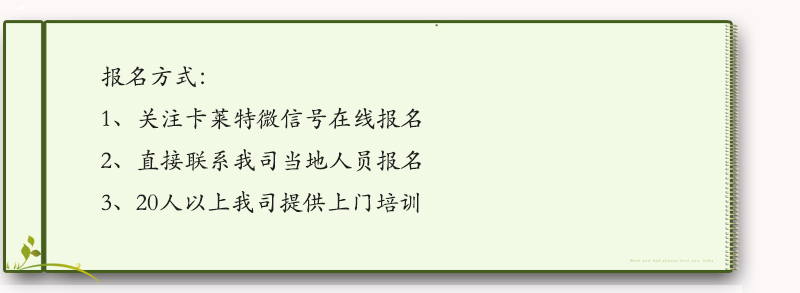 报名方式：
1、关注卡莱特微信号在线报名
2、直接联系我司当地人员报名
3、20人以上我司提供上门培训